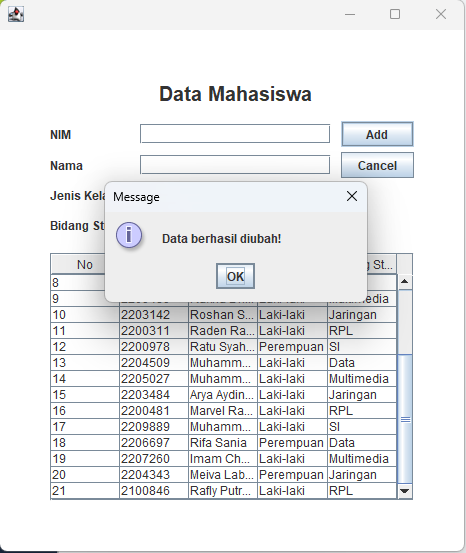 Data Mahasiswa
NIM
Add
Nama
Cancel
Jenis Kela
Bidang St
Message
Data berhasil diubah!
OK
No
g St...
8
9 Multimedia
10 2203142 Roshan S... Laki-laki Jaringan
11 2200311 Raden Ra... Laki-laki RPL
12 2200978 Ratu Syah... Perempuan SI
13 2204509 Muhamm... Laki-laki Data
14 2205027 Muhamm... Laki-laki Multimedia
15 2203484 Arya Aydin... Laki-laki Jaringan
16 2200481 Marvel Ra... Laki-laki RPL
17 2209889 Muhamm... Laki-laki SI
18 2206697 Rifa Sania Perempuan Data
19 2207260 Imam Ch... Laki-laki Multimedia
20 2204343 Meiva Lab... Perempuan Jaringan
21 2100846 Rafly Putr... Laki-laki RPL